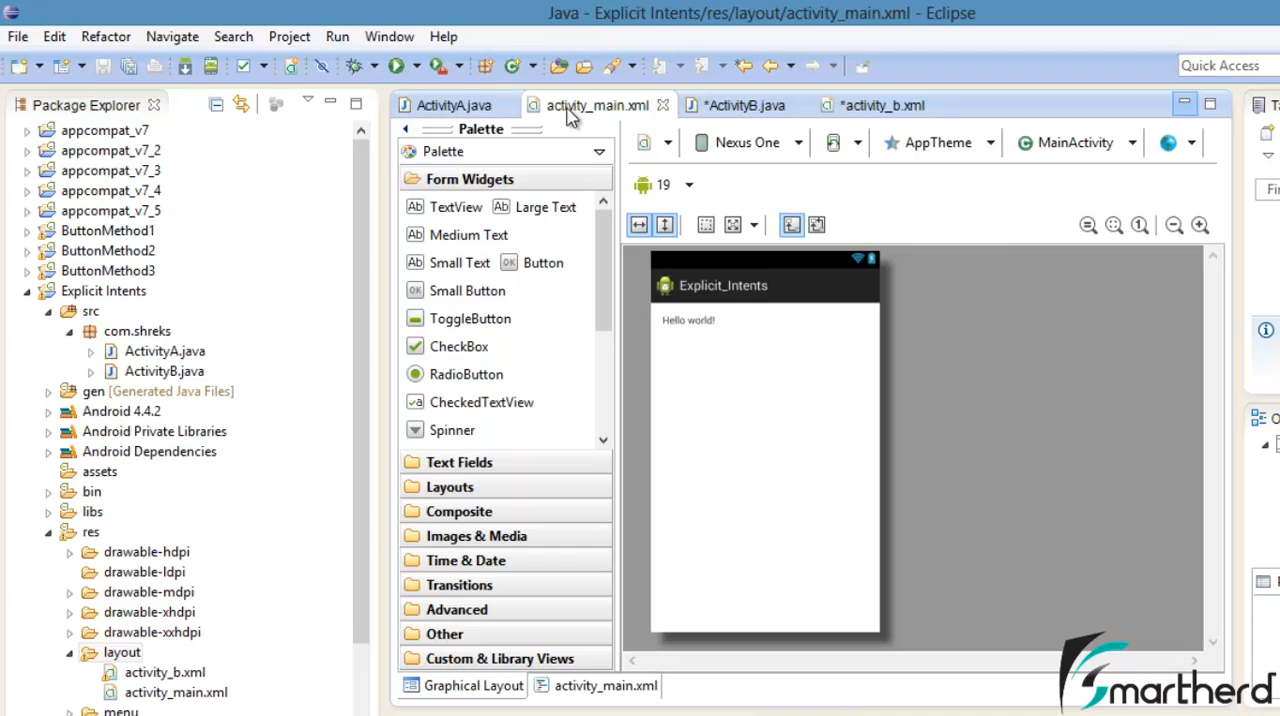 Java - Explicit Intents/res/layout/activity_main.xml - Eclipse
File Edit Refactor Navigate Search Project Run Window Help
Quick Access
Package Explorer
ActivityA.java
activity_main.xml
*ActivityB.java
*activity_b.xml
appcompat_v7
appcompat_v7_2
appcompat_v7_3
appcompat_v7_4
appcompat_v7_5
ButtonMethod1
ButtonMethod2
ButtonMethod3
Explicit Intents
src
com.shreks
ActivityA.java
ActivityB.java
gen [Generated Java Files]
Android 4.4.2
Android Private Libraries
Android Dependencies
assets
bin
libs
res
drawable-hdpi
drawable-ldpi
drawable-mdpi
drawable-xhdpi
drawable-xxhdpi
layout
activity_b.xml
activity_main.xml
menu
Palette
Palette
Form Widgets
Ab TextView Ab Large Text
Ab Medium Text
Ab Small Text OK Button
OK Small Button
ToggleButton
CheckBox
RadioButton
CheckedTextView
Spinner
Text Fields
Layouts
Composite
Images & Media
Time & Date
Transitions
Advanced
Other
Custom & Library Views
Graphical Layout
activity_main.xml
Nexus One
AppTheme
MainActivity
19
Explicit_Intents
Hello world!
Smartherd